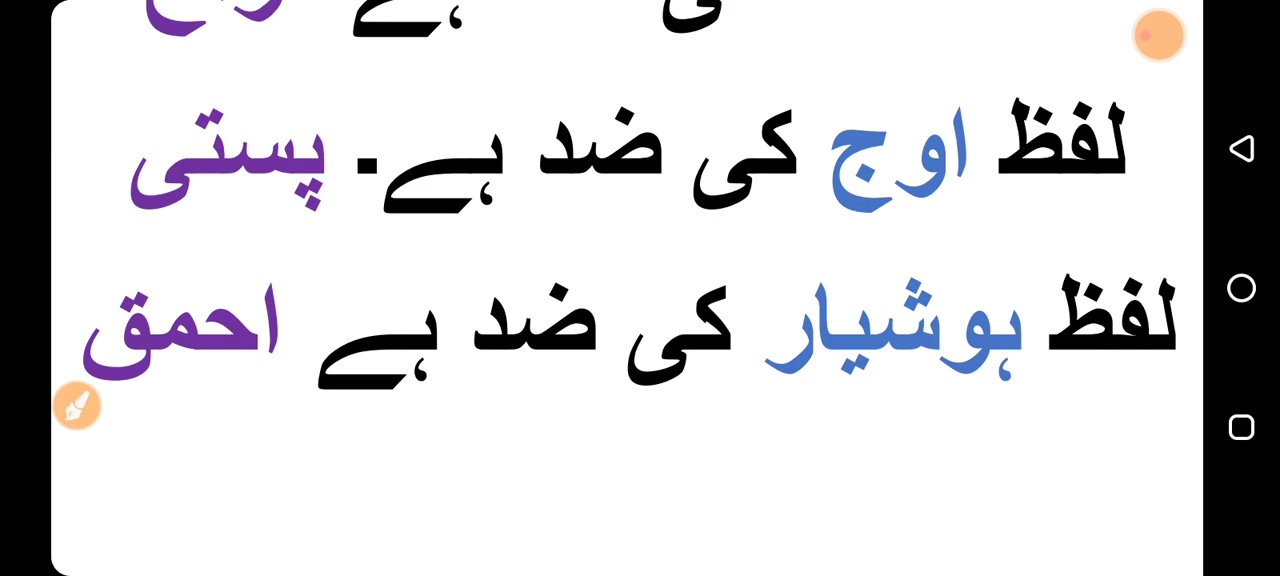 لفظ اوج کی ضد ہے. پستی
لفظ ہوشیار کی ضد ہے احمق